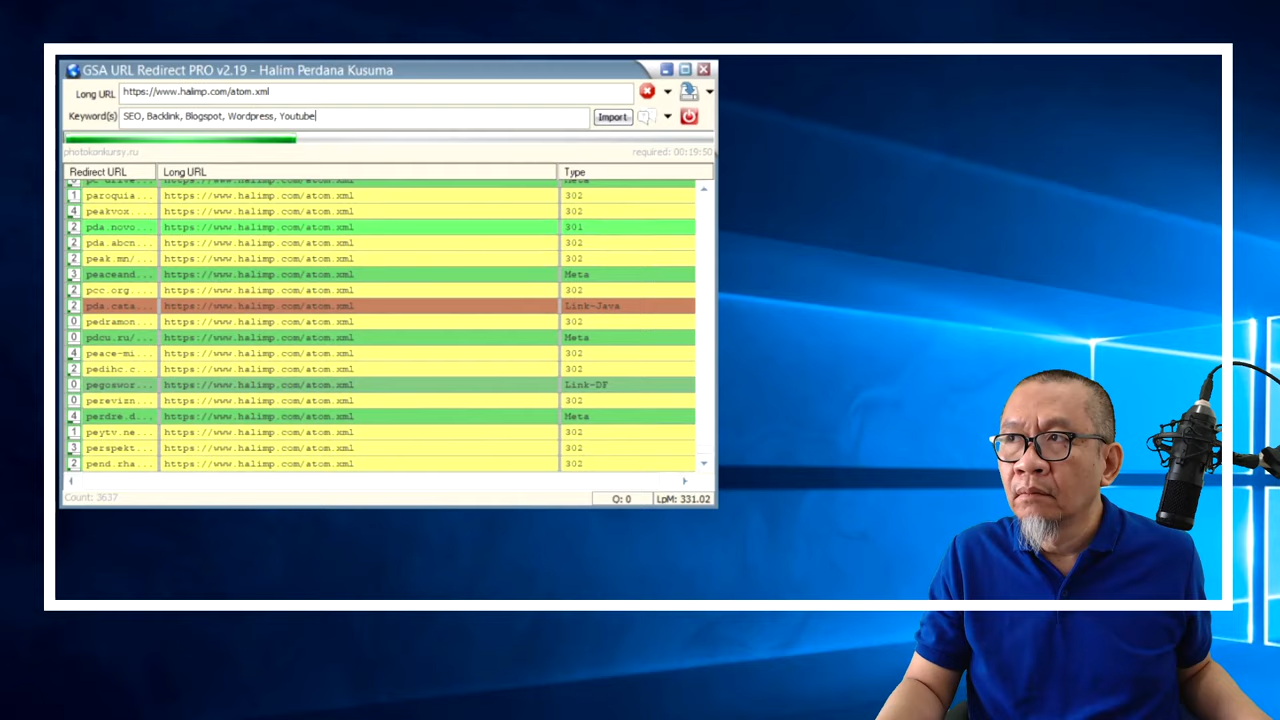 GSA URL Redirect PRO v2.19 - Halim Perdana Kusuma
Long URL https://www.halimp.com/atom.xml
Keyword(s) SEO, Backlink, Blogspot, Wordpress, Youtube Import
photokonkursy.ru required: 00:19:50
Redirect URL Long URL Type
https://www.halimp.com/atom.xml Meta
1 paroquia... https://www.halimp.com/atom.xml 302
4 peakvox.... https://www.halimp.com/atom.xml 302
2 pda.novo... https://www.halimp.com/atom.xml 301
2 pda.abcn... https://www.halimp.com/atom.xml 302
2 peak.mn/... https://www.halimp.com/atom.xml 302
3 peaceand... https://www.halimp.com/atom.xml Meta
2 pcc.org.... https://www.halimp.com/atom.xml 302
2 pda.cata... https://www.halimp.com/atom.xml Link-Java
0 pedramon... https://www.halimp.com/atom.xml 302
0 pdcu.ru/... https://www.halimp.com/atom.xml Meta
4 peace-mi... https://www.halimp.com/atom.xml 302
2 pedihc.c... https://www.halimp.com/atom.xml 302
0 pegoswor... https://www.halimp.com/atom.xml Link-DF
0 perevizn... https://www.halimp.com/atom.xml 302
4 perdre.d... https://www.halimp.com/atom.xml Meta
1 peytv.ne... https://www.halimp.com/atom.xml 302
3 perspekt... https://www.halimp.com/atom.xml 302
2 pend.rha... https://www.halimp.com/atom.xml 302
Count: 3637 Q: 0 LpM: 331.02